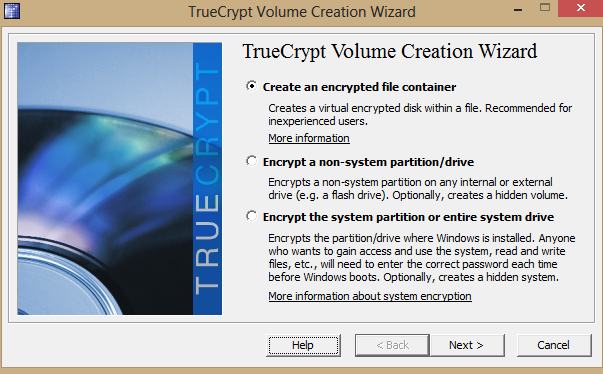 TrueCrypt Volume Creation Wizard
TRUECRYPT
TrueCrypt Volume Creation Wizard
Create an encrypted file container
Creates a virtual encrypted disk within a file. Recommended for
inexperienced users.
More information
Encrypt a non-system partition/drive
Encrypts a non-system partition on any internal or external
drive (e.g. a flash drive). Optionally, creates a hidden volume.
Encrypt the system partition or entire system drive
Encrypts the partition/drive where Windows is installed. Anyone
who wants to gain access and use the system, read and write
files, etc., will need to enter the correct password each time
before Windows boots. Optionally, creates a hidden system.
More information about system encryption
Help
< Back
Next >
Cancel